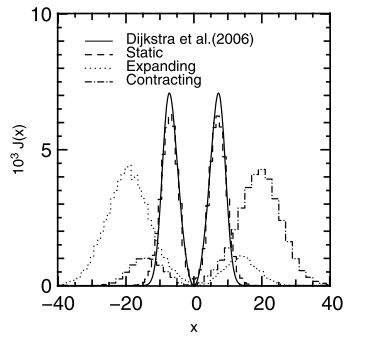 10
Dijkstra et al.(2006)
Static
Expanding
Contracting
10³ J(x)
5
0
−40 −20 0 20 40
x